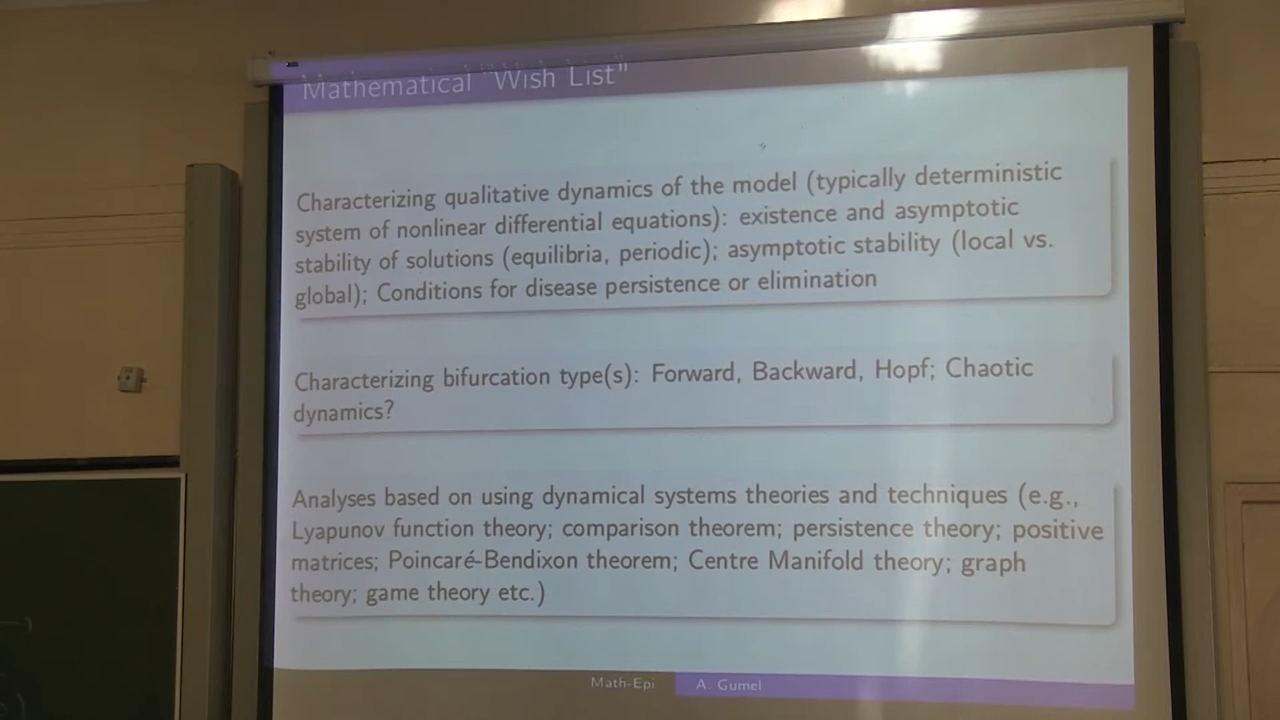 Mathematical "Wish List"
Characterizing qualitative dynamics of the model (typically deterministic
system of nonlinear differential equations): existence and asymptotic
stability of solutions (equilibria, periodic); asymptotic stability (local vs.
global); Conditions for disease persistence or elimination
Characterizing bifurcation type(s): Forward, Backward, Hopf; Chaotic
dynamics?
Analyses based on using dynamical systems theories and techniques (e.g.,
Lyapunov function theory; comparison theorem; persistence theory; positive
matrices; Poincaré-Bendixon theorem; Centre Manifold theory; graph
theory; game theory etc.)
Math-Epi A. Gumel